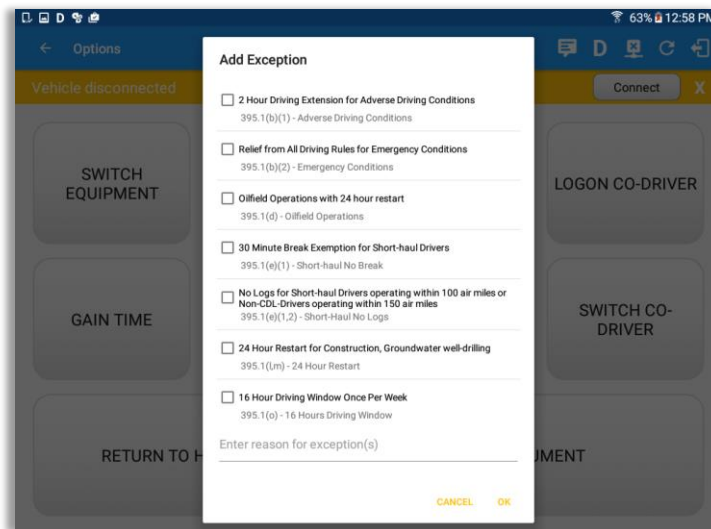 D 63% 12:58 PM
Options
D
Vehicle disconnected
Connect X
Add Exception
2 Hour Driving Extension for Adverse Driving Conditions
395.1(b)(1) - Adverse Driving Conditions
Relief from All Driving Rules for Emergency Conditions
395.1(b)(2) - Emergency Conditions
Oilfield Operations with 24 hour restart
395.1(d) - Oilfield Operations
30 Minute Break Exemption for Short-haul Drivers
395.1(e)(1) - Short-haul No Break
No Logs for Short-haul Drivers operating within 100 air miles or
Non-CDL-Drivers operating within 150 air miles
395.1(e)(1,2) - Short-Haul No Logs
24 Hour Restart for Construction, Groundwater well-drilling
395.1(l,m) - 24 Hour Restart
16 Hour Driving Window Once Per Week
395.1(o) - 16 Hours Driving Window
Enter reason for exception(s)
CANCEL OK
SWITCH
EQUIPMENT
LOGON CO-DRIVER
GAIN TIME
SWITCH CO-
DRIVER
RETURN TO